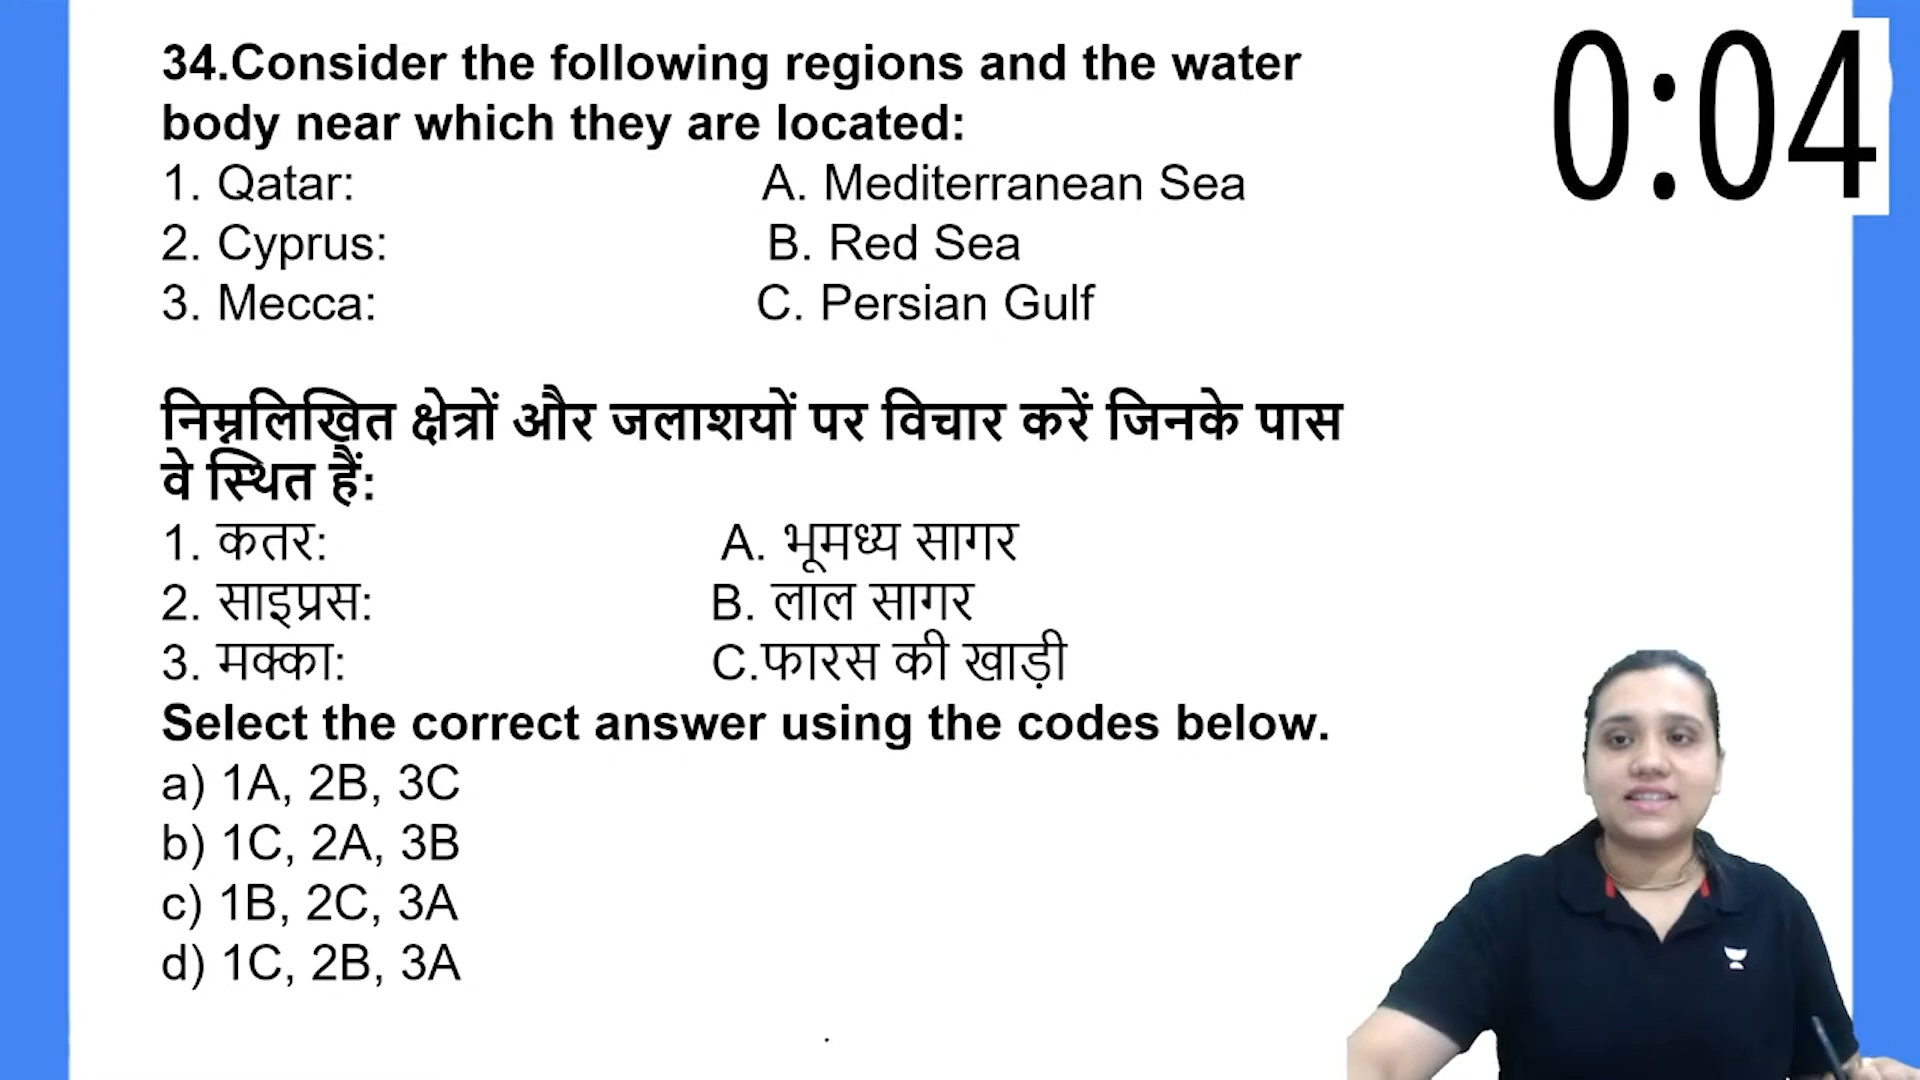 34.Consider the following regions and the water
body near which they are located:
1. Qatar: A. Mediterranean Sea
2. Cyprus: B. Red Sea
3. Mecca: C. Persian Gulf
निम्नलिखित क्षेत्रों और जलाशयों पर विचार करें जिनके पास
वे स्थित हैं:
1. कतर: A. भूमध्य सागर
2. साइप्रस: B. लाल सागर
3. मक्का: C.फारस की खाड़ी
Select the correct answer using the codes below.
a) 1A, 2B, 3C
b) 1C, 2A, 3B
c) 1B, 2C, 3A
d) 1C, 2B, 3A
0:04